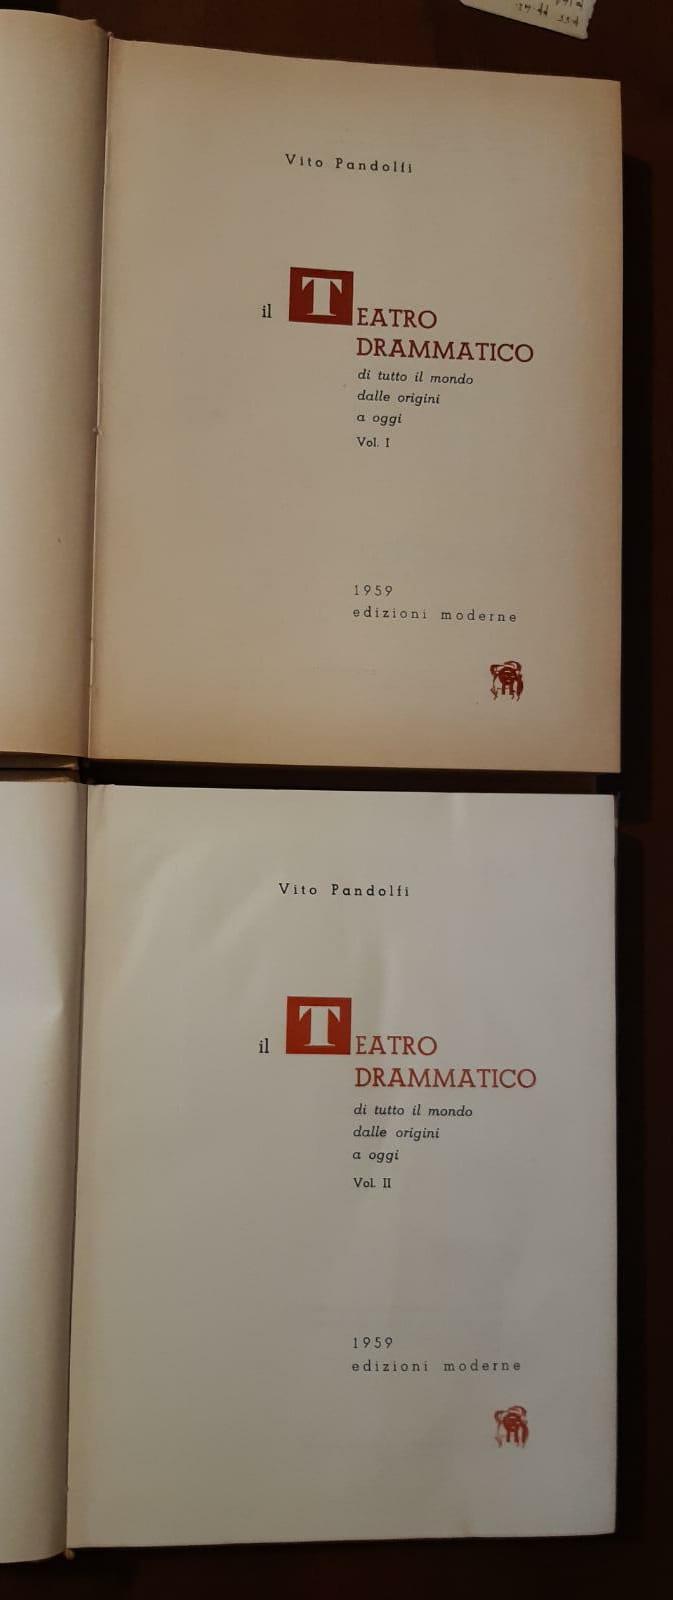 Vito Pandolfi
il TEATRO
DRAMMATICO
di tutto il mondo
dalle origini
a oggi
Vol. I
1959
edizioni moderne
Vito Pandolfi
il TEATRO
DRAMMATICO
di tutto il mondo
dalle origini
a oggi
Vol. II
1959
edizioni moderne